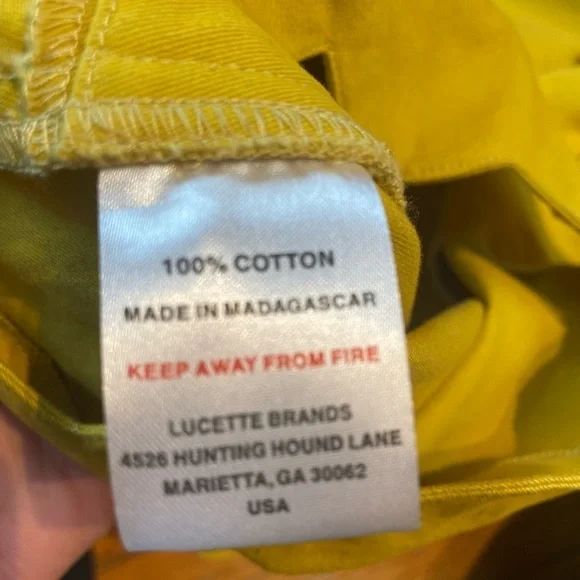 100% COTTON
MADE IN MADAGASCAR
KEEP AWAY FROM FIRE
LUCETTE BRANDS
4526 HUNTING HOUND LANE
MARIETTA, GA 30062
USA